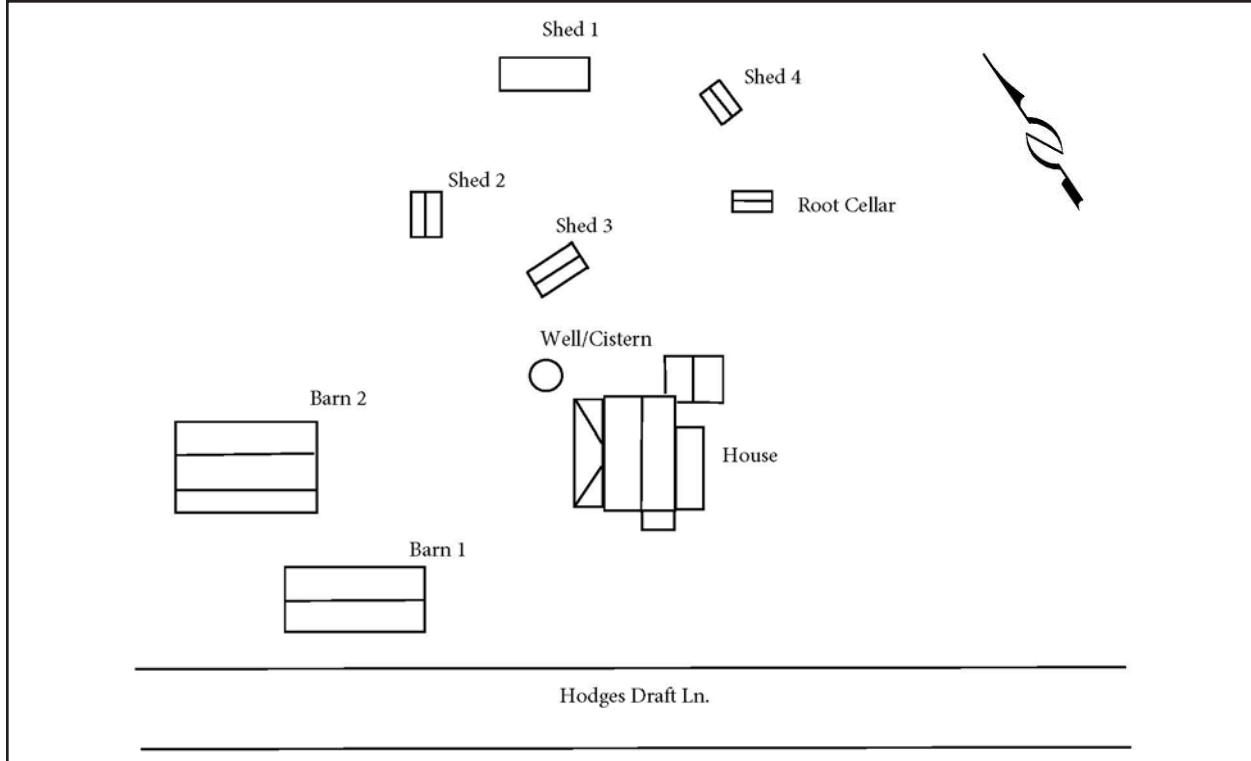 Shed 1
Shed 4
Shed 2
Root Cellar
Shed 3
Well/Cistern
Barn 2
House
Barn 1
Hodges Draft Ln.